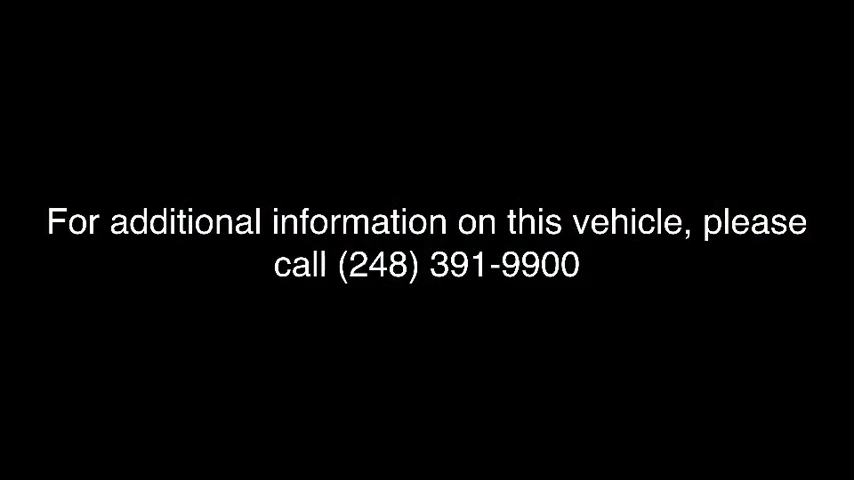 For additional information on this vehicle, please
call (248) 391-9900